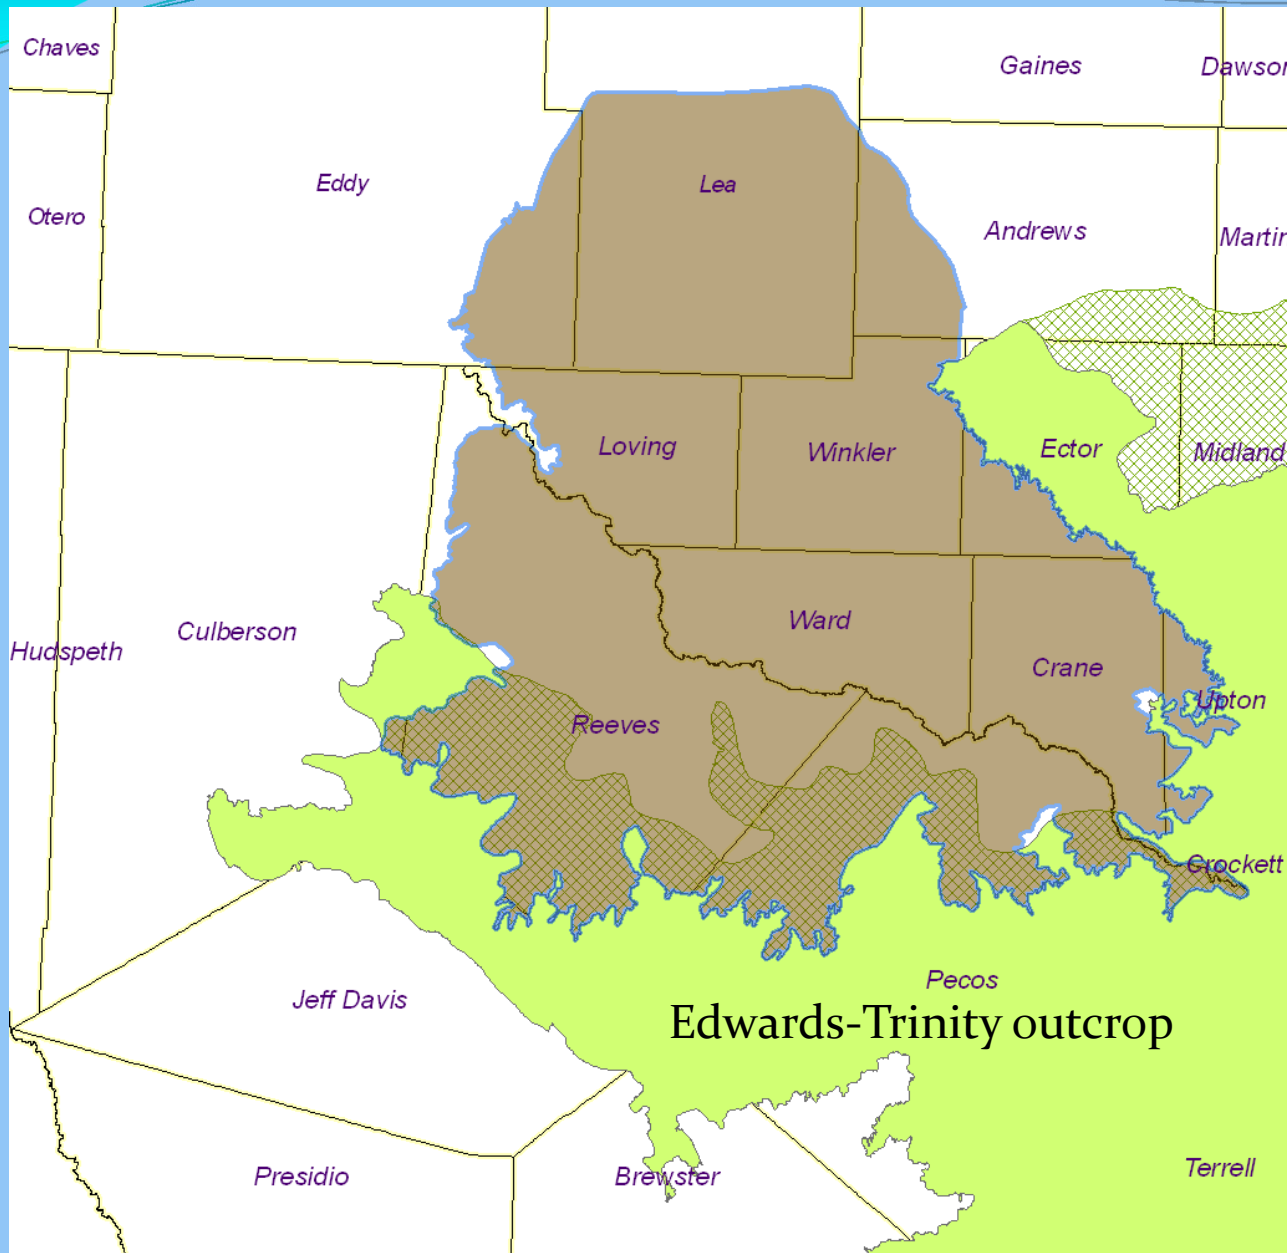 Chaves
Gaines
Dawson
Eddy
Lea
Otero
Andrews
Martin
Loving
Winkler
Ector
Midland
Ward
Hudspeth
Culberson
Crane
Reeves
Upton
Crockett
Pecos
Jeff Davis
Edwards-Trinity outcrop
Presidio
Brewster
Terrell